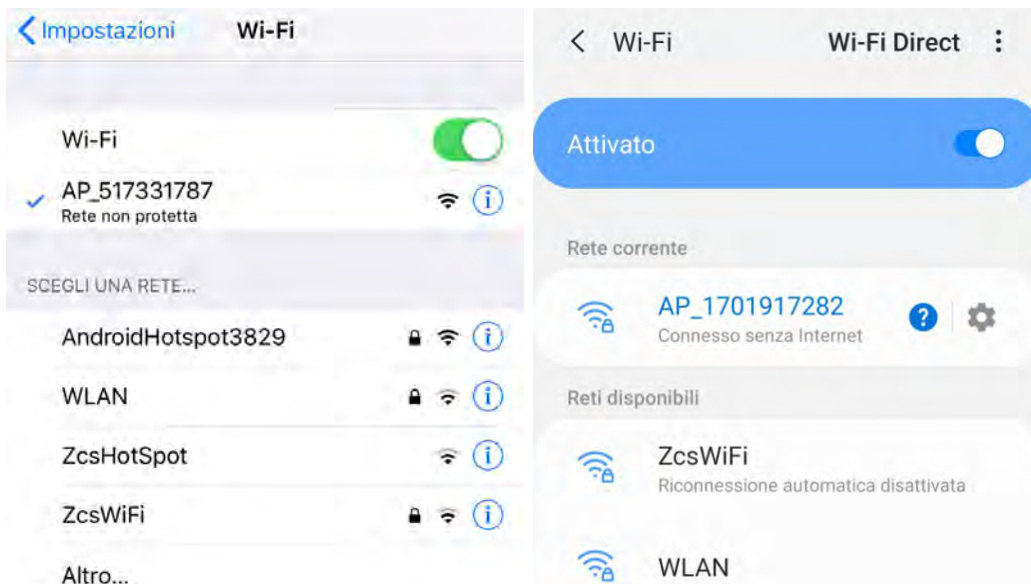 Impostazioni Wi-Fi
Wi-Fi
AP_517331787
Rete non protetta
SCEGLI UNA RETE...
AndroidHotspot3829
WLAN
ZcsHotSpot
ZcsWiFi
Altro...
Wi-Fi Wi-Fi Direct
Attivato
Rete corrente
AP_1701917282
Connesso senza Internet
Reti disponibili
ZcsWiFi
Riconnessione automatica disattivata
WLAN